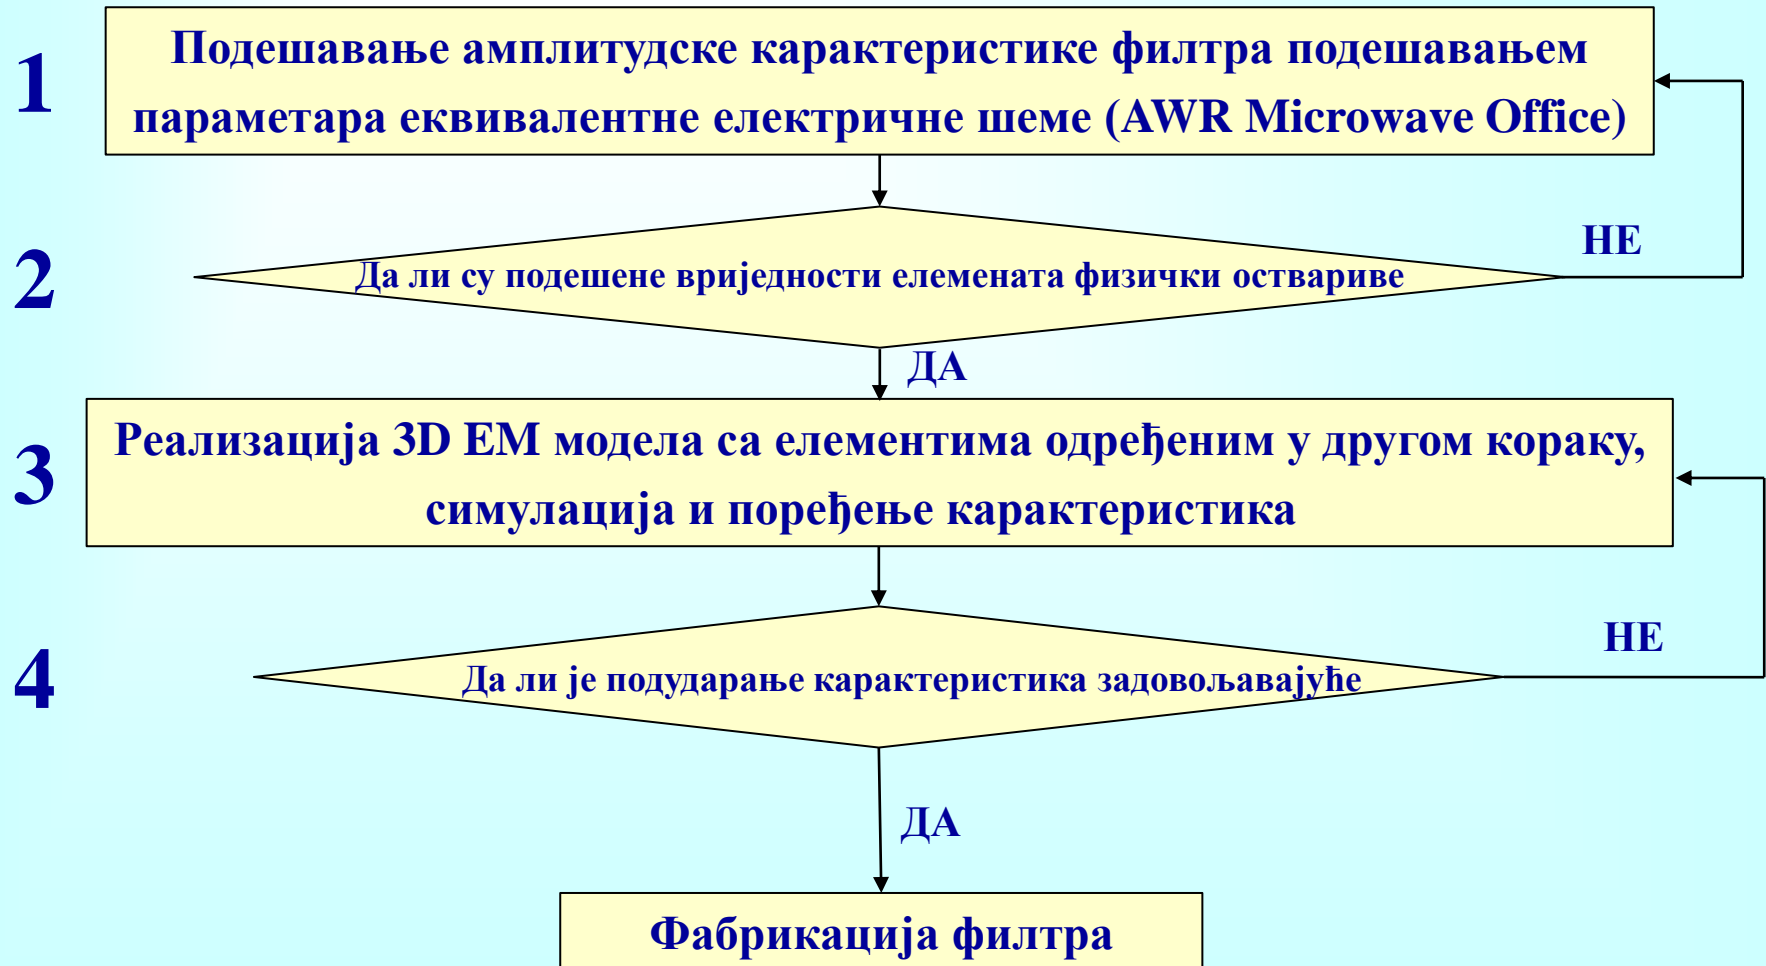 1
Подешавање амплитудске карактеристике филтра подешавањем
параметара еквивалентне електричне шеме (AWR Microwave Office)
2
Да ли су подешене вриједности елемената физички оствариве
НЕ
ДА
3
Реализација 3D EM модела са елементима одређеним у другом кораку,
симулација и поређење карактеристика
4
Да ли је подударање карактеристика задовољавајуће
НЕ
ДА
Фабрикација филтра